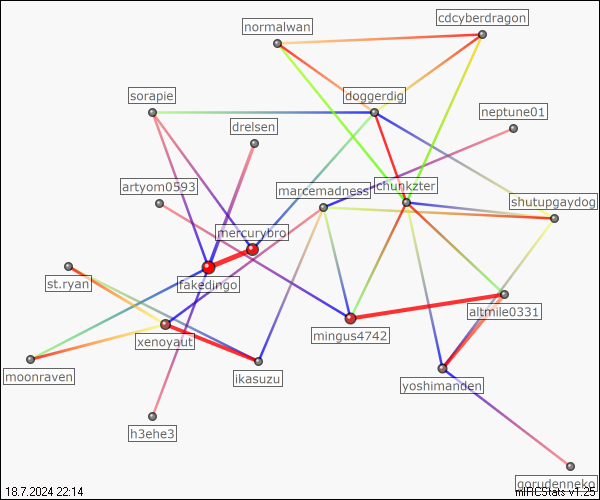 cdcyberdragon
normalwan
sorapie
doggerdig
neptune01
drelsen
artyom0593
marcemadness
chunkzter
shutupgaydog
mercurybro
st.ryan
fakedingo
altmile0331
xenoyaut
mingus4742
moonraven
ikasuzu
yoshimanden
h3ehe3
gorudenneko
18.7.2024 22:14
mIRCStats v1.25